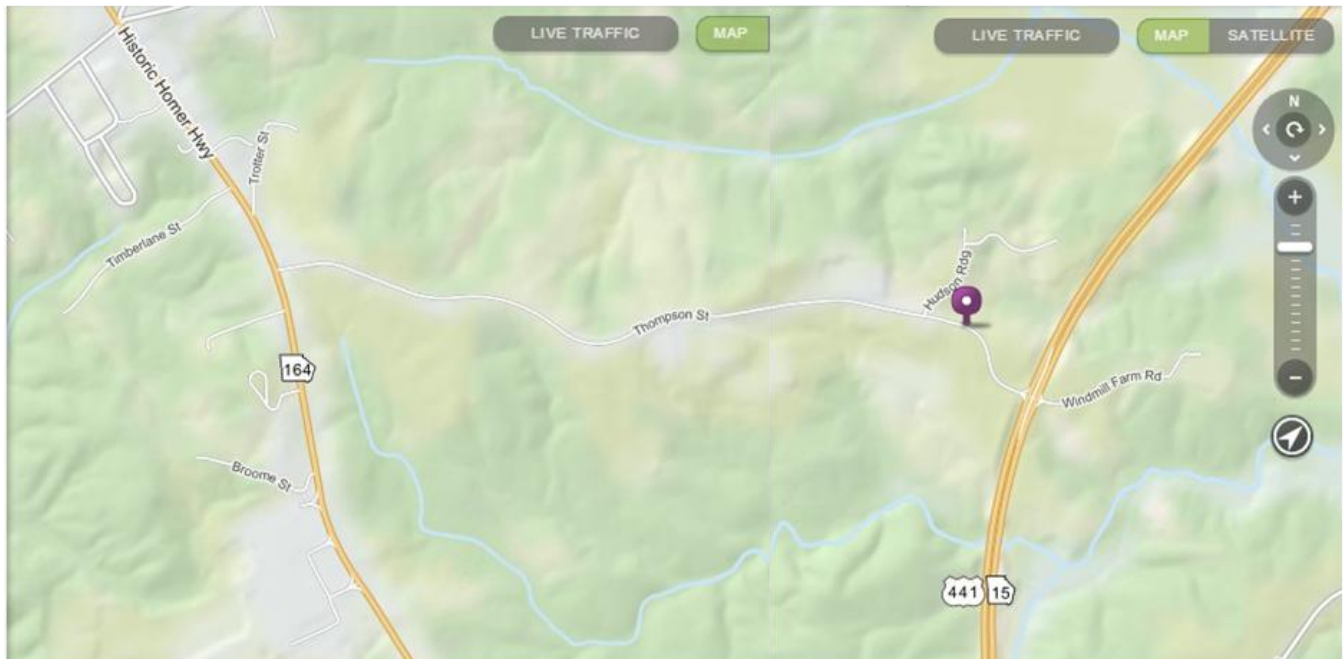 LIVE TRAFFIC
MAP
LIVE TRAFFIC
MAP
SATELLITE
N
Historic Homer Hwy
Trotter St
Timberlane St
Hudson Rdg
Thompson St
164
Windmill Farm Rd
Broome St
441
15